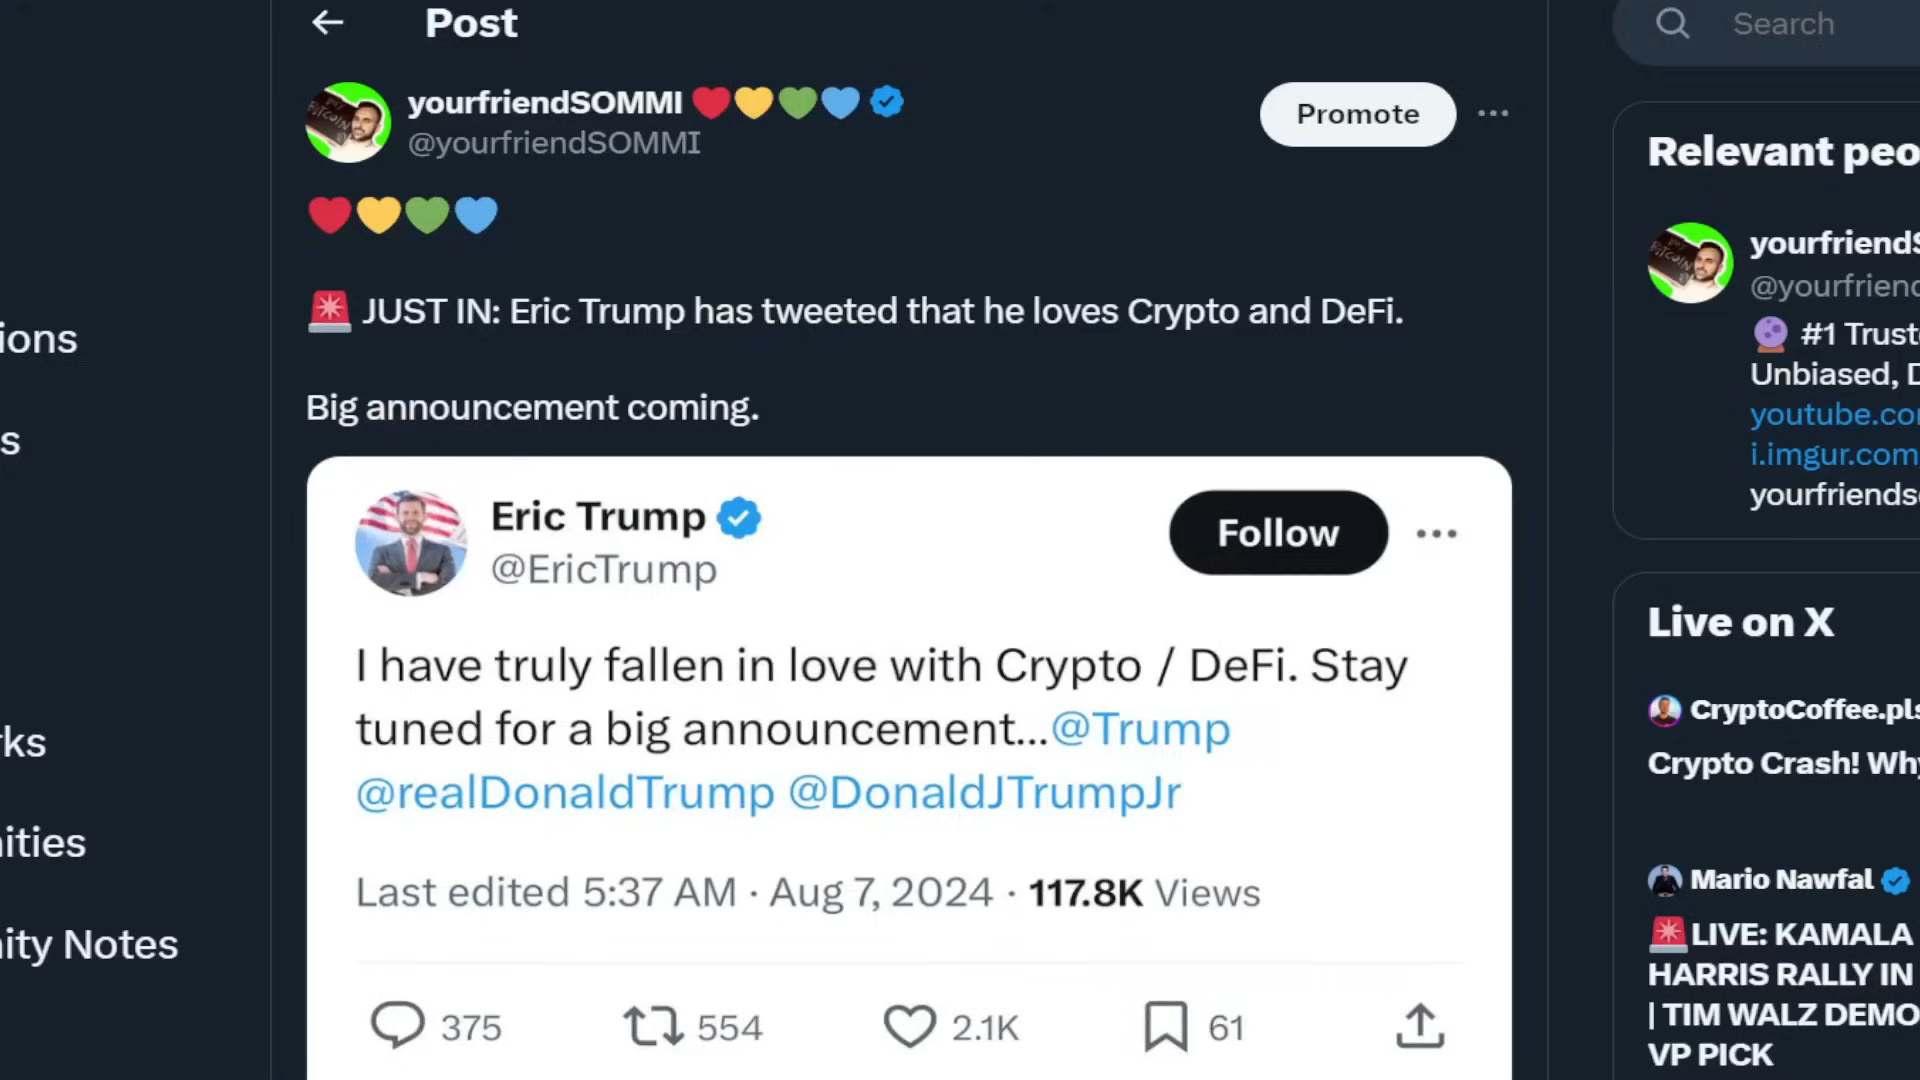 Post
yourfriendSOMMI
@yourfriendSOMMI
Promote
JUST IN: Eric Trump has tweeted that he loves Crypto and DeFi.
Big announcement coming.
Eric Trump
@EricTrump
Follow
I have truly fallen in love with Crypto / DeFi. Stay
tuned for a big announcement...@Trump
@realDonaldTrump @DonaldJTrumpJr
Last edited 5:37 AM · Aug 7, 2024 · 117.8K Views
375
554
2.1K
61
ions
s
rks
ities
ity Notes
Search
Relevant peo
yourfriendS
@yourfriend
#1 Trust
Unbiased,
youtube.co
i.imgur.com
yourfriends
Live on X
CryptoCoffee.pls
Crypto Crash! Why
Mario Nawfal
LIVE: KAMALA
HARRIS RALLY IN
| TIM WALZ DEMO
VP PICK